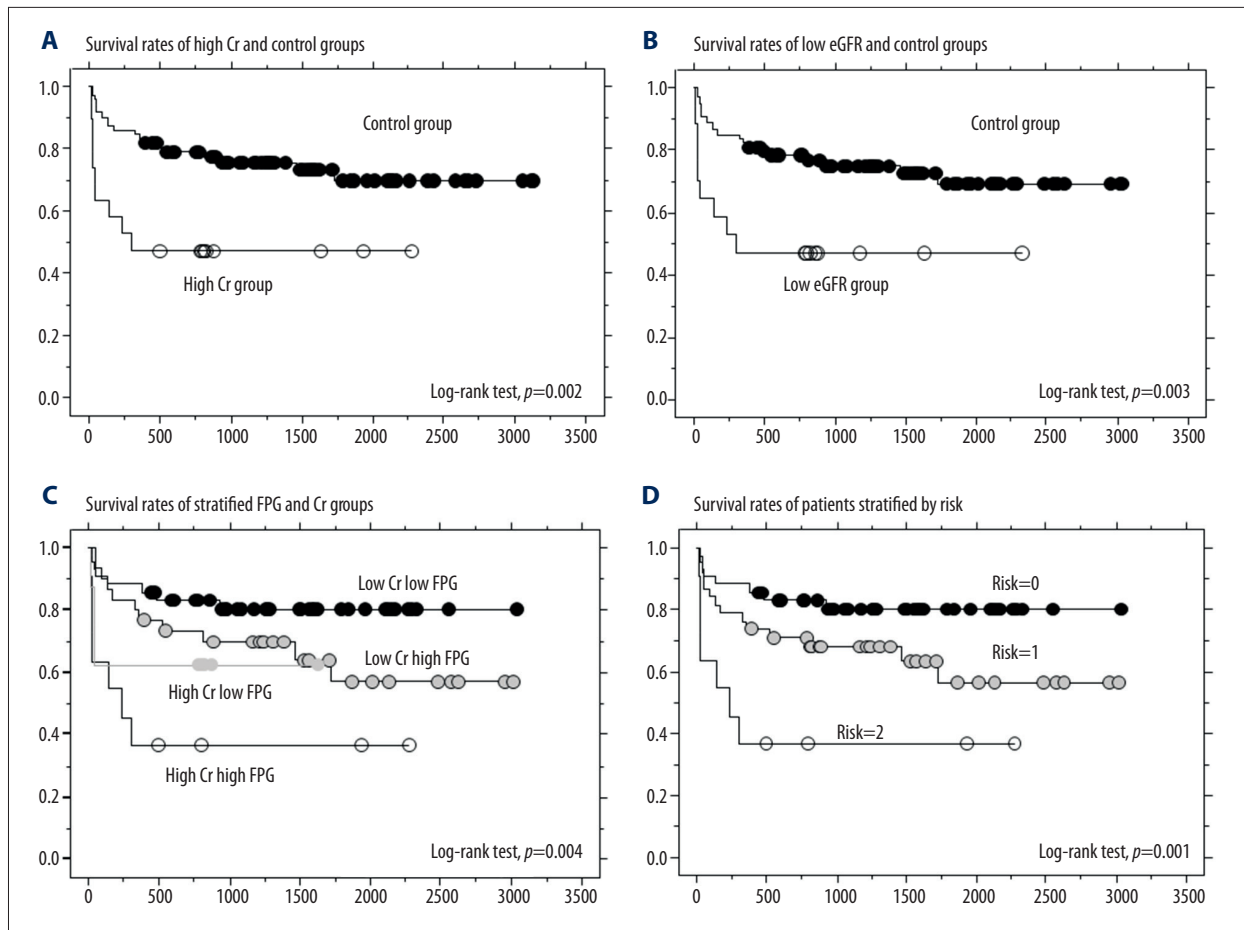 A Survival rates of high Cr and control groups
1.0
0.8
0.6
0.4
0.2
0.0
Control group
High Cr group
Log-rank test, p=0.002
0 500 1000 1500 2000 2500 3000 3500
B Survival rates of low eGFR and control groups
1.0
0.8
0.6
0.4
0.2
0.0
Control group
Low eGFR group
Log-rank test, p=0.003
0 500 1000 1500 2000 2500 3000 3500
C Survival rates of stratified FPG and Cr groups
1.0
0.8
0.6
0.4
0.2
0.0
Low Cr low FPG
Low Cr high FPG
High Cr low FPG
High Cr high FPG
Log-rank test, p=0.004
0 500 1000 1500 2000 2500 3000 3500
D Survival rates of patients stratified by risk
1.0
0.8
0.6
0.4
0.2
0.0
Risk=0
Risk=1
Risk=2
Log-rank test, p=0.001
0 500 1000 1500 2000 2500 3000 3500